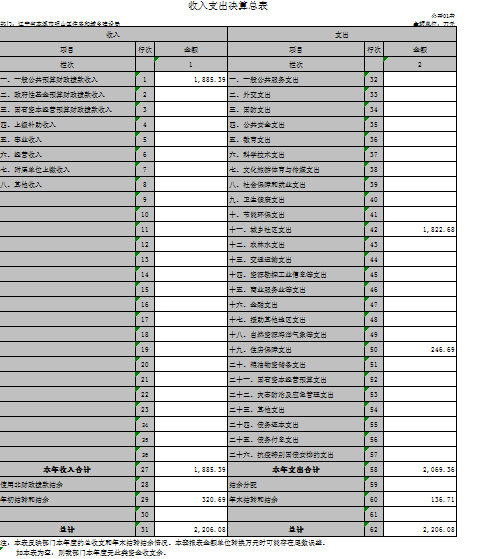 收入支出决算总表
公开01表
金额单位：万元
收入 支出
项目 行次 金额 项目 行次 金额
栏次 1 栏次 2
一、一般公共预算财政拨款收入 1 1,885.39 一、一般公共服务支出 32
二、政府性基金预算财政拨款收入 2 二、外交支出 33
三、国有资本经营预算财政拨款收入 3 三、国防支出 34
四、上级补助收入 4 四、公共安全支出 35
五、事业收入 5 五、教育支出 36
六、经营收入 6 六、科学技术支出 37
七、附属单位上缴收入 7 七、文化旅游体育与传媒支出 38
八、其他收入 8 八、社会保障和就业支出 39
9 九、卫生健康支出 40
10 十、节能环保支出 41
11 十一、城乡社区支出 42 1,822.68
12 十二、农林水支出 43
13 十三、交通运输支出 44
14 十四、资源勘探工业信息等支出 45
15 十五、商业服务业等支出 46
16 十六、金融支出 47
17 十七、援助其他地区支出 48
18 十八、自然资源海洋气象等支出 49
19 十九、住房保障支出 50 246.69
20 二十、粮油物资储备支出 51
21 二十一、国有资本经营预算支出 52
22 二十二、灾害防治及应急管理支出 53
23 二十三、其他支出 54
24 二十四、债务还本支出 55
25 二十五、债务付息支出 56
26 二十六、抗疫特别国债安排的支出 57
本年收入合计 27 1,885.39 本年支出合计 58 2,069.36
使用非财政拨款结余 28 结余分配 59
年初结转和结余 29 320.69 年末结转和结余 60 136.71
30 61
总计 31 2,206.08 总计 62 2,206.08
注：本表反映部门本年度的总收支和年末结转结余情况。本套报表金额单位转换万元时可能存在尾数误差。
如本表为空，则我部门本年度无此类资金收支余。